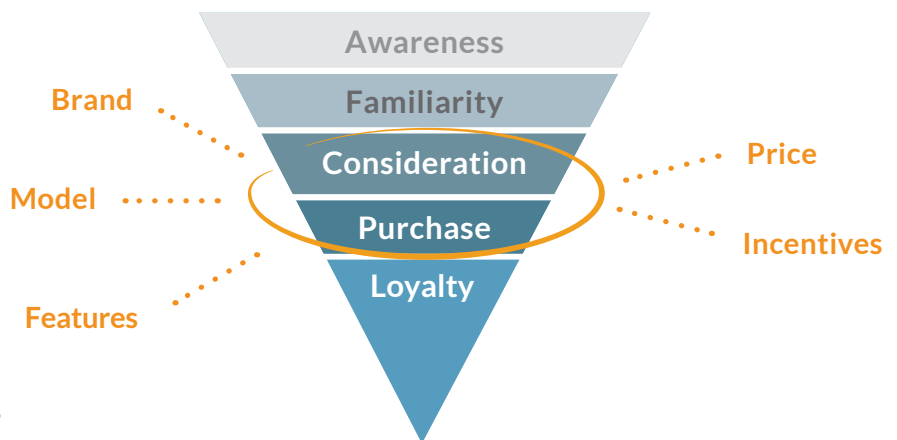 Awareness
Familiarity
Brand
Consideration
Price
Model
Purchase
Incentives
Loyalty
Features